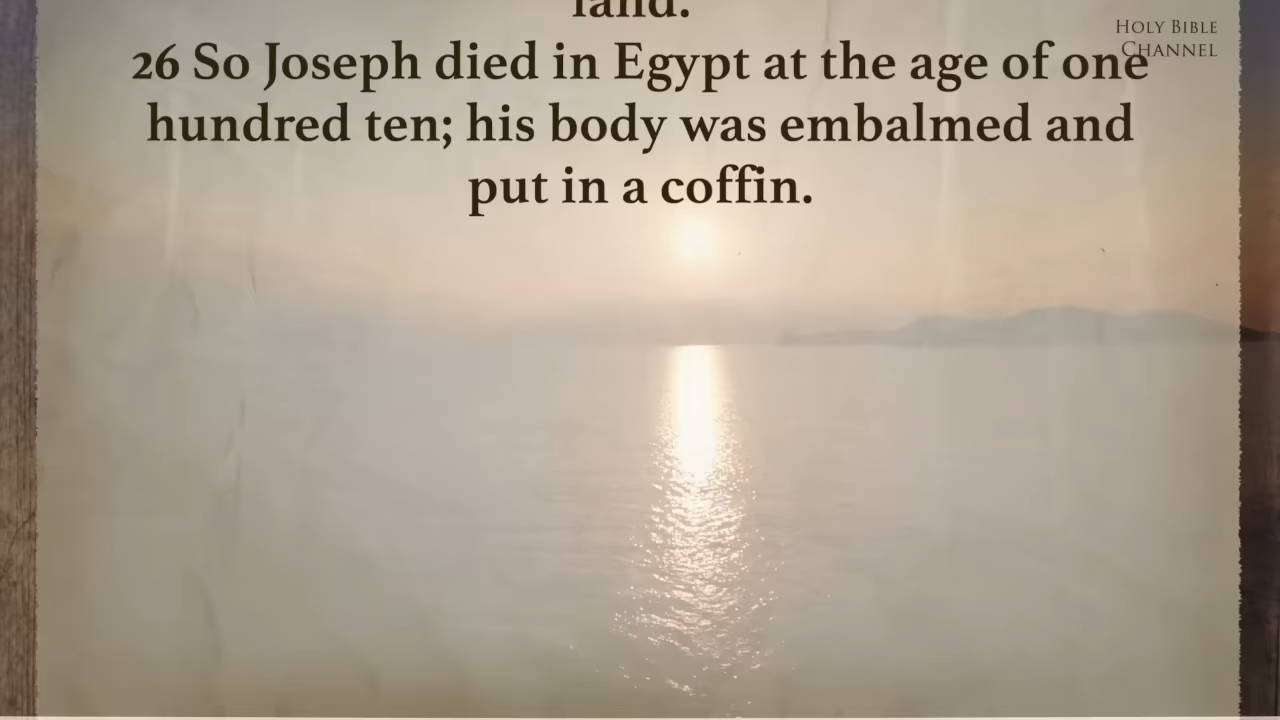 land.
26 So Joseph died in Egypt at the age of one
hundred ten; his body was embalmed and
put in a coffin.
HOLY BIBLE
CHANNEL